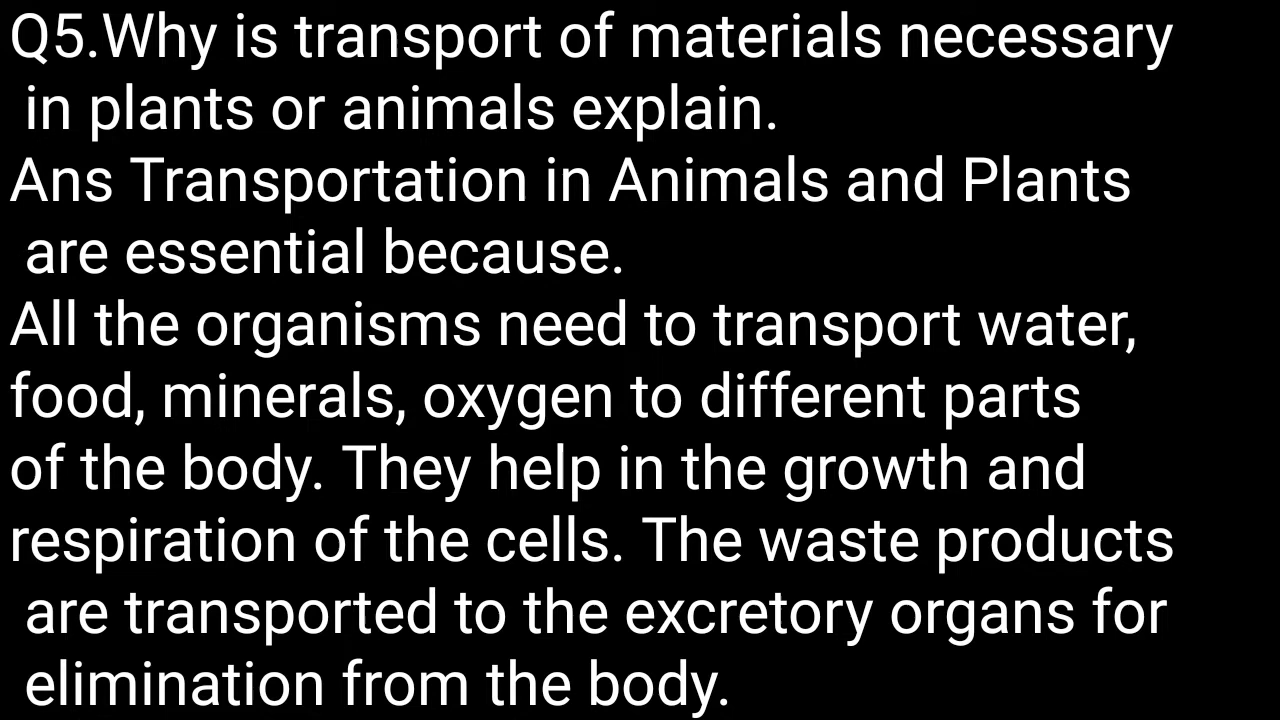 Q5.Why is transport of materials necessary
in plants or animals explain.
Ans Transportation in Animals and Plants
are essential because.
All the organisms need to transport water,
food, minerals, oxygen to different parts
of the body. They help in the growth and
respiration of the cells. The waste products
are transported to the excretory organs for
elimination from the body.